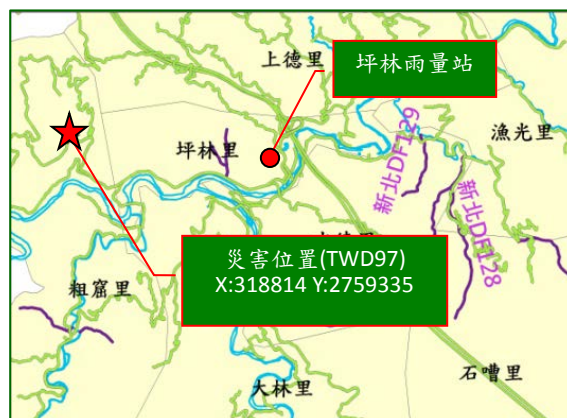 上德里
坪林雨量站
新北DF129
漁光里
坪林里
新北DF128
災害位置(TWD97)
X:318814 Y:2759335
粗窟里
石嘈里
大林里